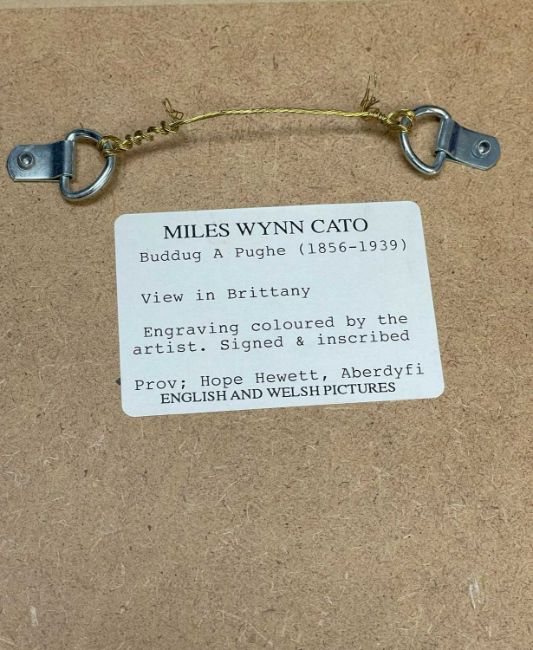 MILES WYNN CATO
Buddug A Pughe (1856-1939)
View in Brittany
Engraving coloured by the
artist. Signed & inscribed
Prov; Hope Hewett, Aberdyfi
ENGLISH AND WELSH PICTURES